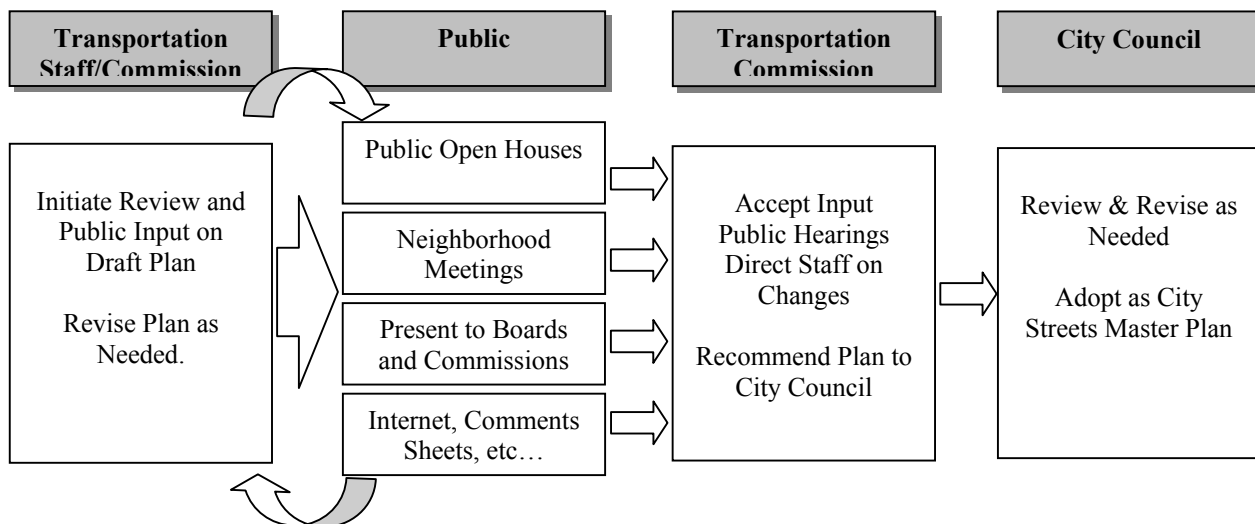 Transportation
Staff/Commission
Public
Transportation
Commission
City Council
Initiate Review and
Public Input on
Draft Plan
Revise Plan as
Needed.
Public Open Houses
Neighborhood
Meetings
Present to Boards
and Commissions
Internet, Comments
Sheets, etc…
Accept Input
Public Hearings
Direct Staff on
Changes
Recommend Plan to
City Council
Review & Revise as
Needed
Adopt as City
Streets Master Plan